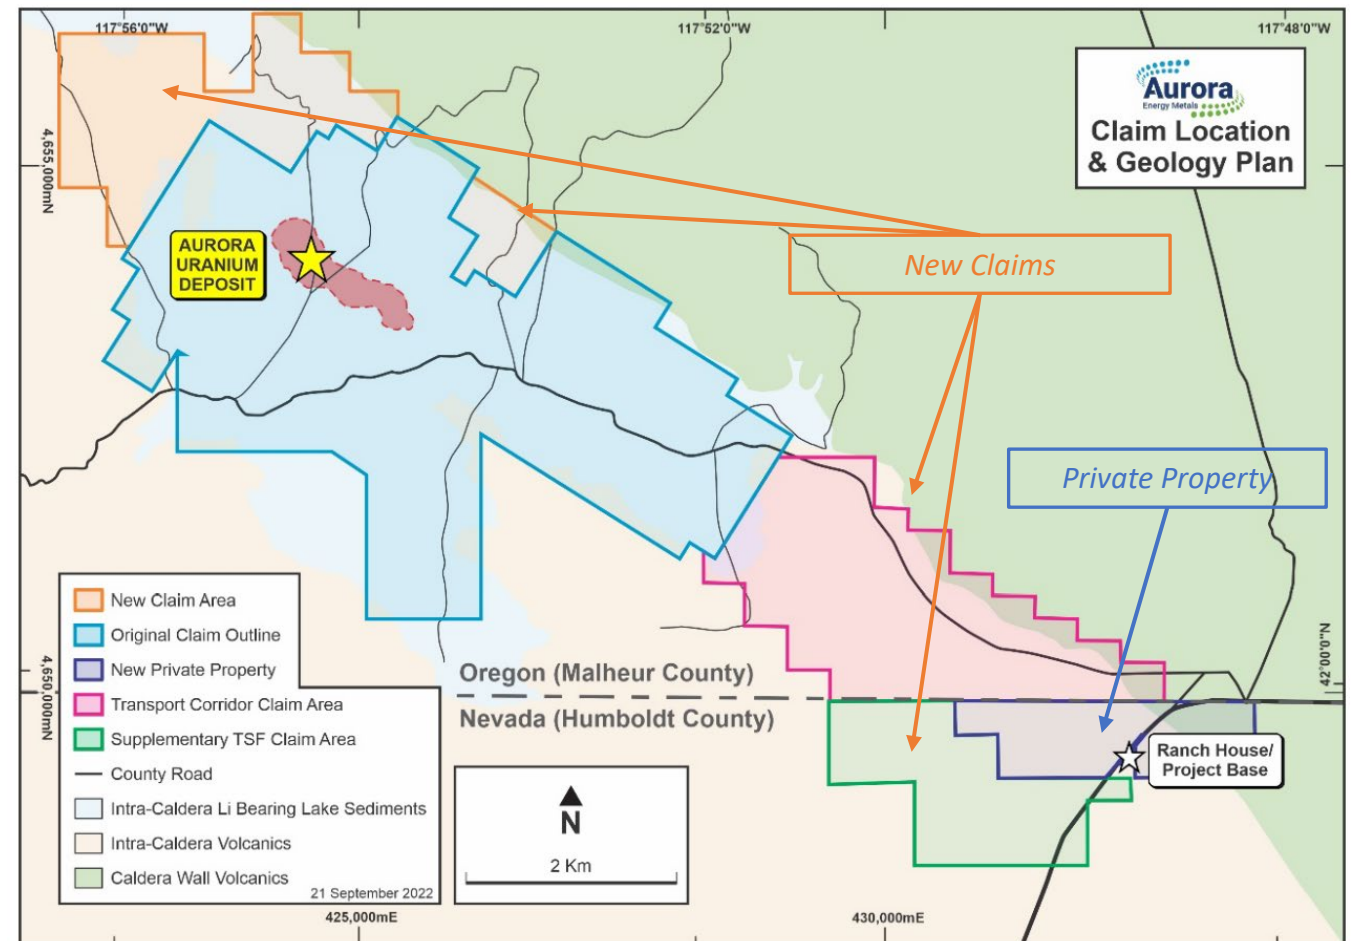 117°56'0"W
117°52'0"W
117°48'0"W
Aurora
Energy Metals
Claim Location
& Geology Plan
4,655,000mN
AURORA
URANIUM
DEPOSIT
New Claims
Private Property
New Claim Area
Original Claim Outline
New Private Property
Transport Corridor Claim Area
Supplementary TSF Claim Area
County Road
Intra-Caldera Li Bearing Lake Sediments
Intra-Caldera Volcanics
Caldera Wall Volcanics
21 September 2022
4,650,000mN
Oregon (Malheur County)
Nevada (Humboldt County)
42°00'0"N
Ranch House/
Project Base
N
2 Km
425,000mE
430,000mE